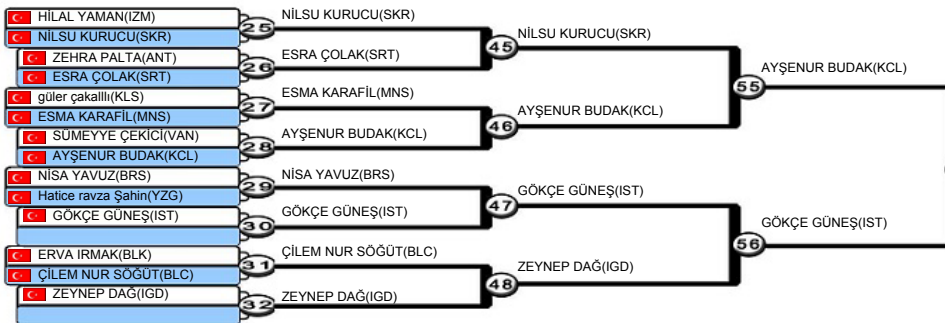 HİLAL YAMAN(IZM)
NİLSU KURUCU(SKR)
25
NİLSU KURUCU(SKR)
ZEHRA PALTA(ANT)
ESRA ÇOLAK(SRT)
26
ESRA ÇOLAK(SRT)
45
NİLSU KURUCU(SKR)
güler çakalllı(KLS)
ESMA KARAFİL(MNS)
27
ESMA KARAFİL(MNS)
SÜMEYYE ÇEKİCİ(VAN)
AYŞENUR BUDAK(KCL)
28
AYŞENUR BUDAK(KCL)
46
AYŞENUR BUDAK(KCL)
55
AYŞENUR BUDAK(KCL)
NİSA YAVUZ(BRS)
Hatice ravza Şahin(YZG)
29
NİSA YAVUZ(BRS)
GÖKÇE GÜNEŞ(IST)
30
GÖKÇE GÜNEŞ(IST)
47
GÖKÇE GÜNEŞ(IST)
ERVA IRMAK(BLK)
ÇİLEM NUR SÖĞÜT(BLC)
31
ÇİLEM NUR SÖĞÜT(BLC)
ZEYNEP DAĞ(IGD)
32
ZEYNEP DAĞ(IGD)
48
ZEYNEP DAĞ(IGD)
56
GÖKÇE GÜNEŞ(IST)